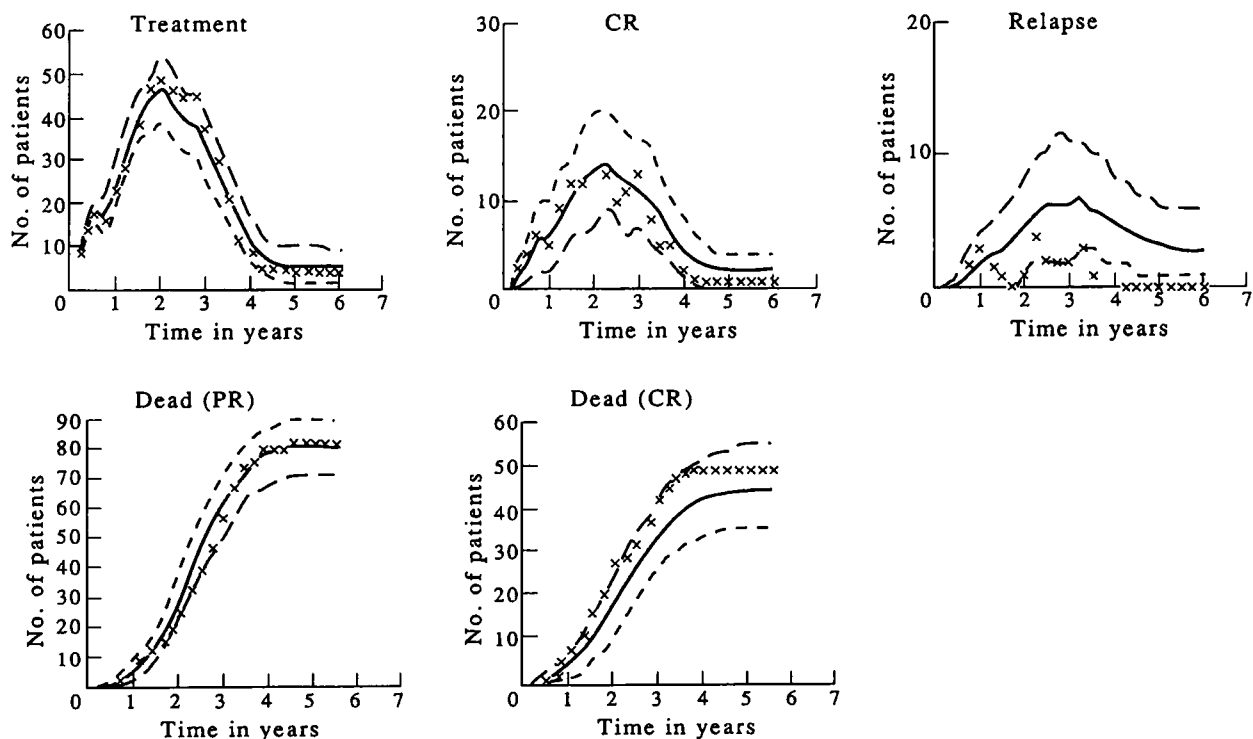 Treatment
No. of patients
60
50
40
30
20
10
0 1 2 3 4 5 6 7
Time in years
CR
No. of patients
30
20
10
0 1 2 3 4 5 6 7
Time in years
Relapse
No. of patients
20
10
0 1 2 3 4 5 6 7
Time in years
Dead (PR)
No. of patients
90
80
70
60
50
40
30
20
10
0 1 2 3 4 5 6 7
Time in years
Dead (CR)
No. of patients
60
50
40
30
20
10
0 1 2 3 4 5 6 7
Time in years